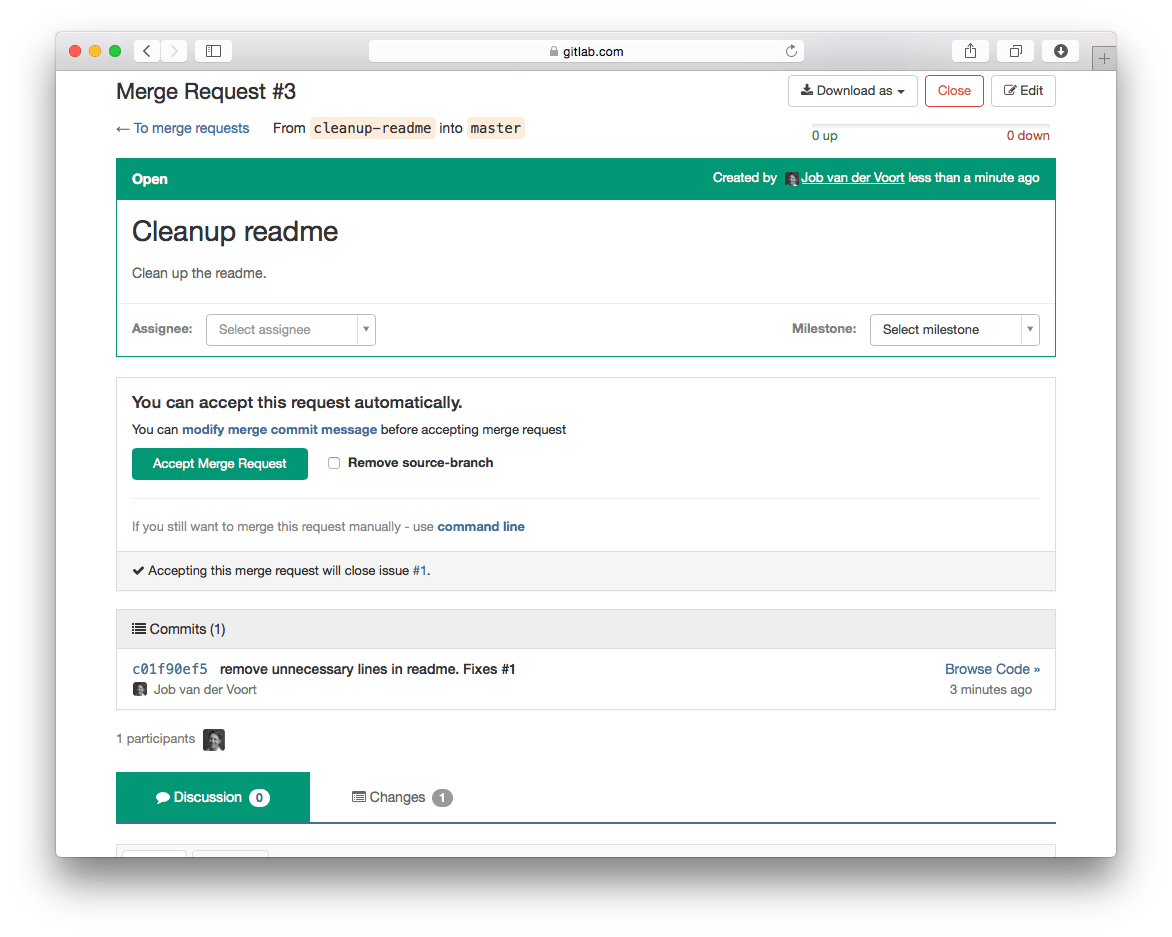 gitlab.com
Merge Request #3
Download as
Close
Edit
← To merge requests From cleanup-readme into master
0 up 0 down
Open
Created by Job van der Voort less than a minute ago
Cleanup readme
Clean up the readme.
Assignee: Select assignee
Milestone: Select milestone
You can accept this request automatically.
You can modify merge commit message before accepting merge request
Accept Merge Request Remove source-branch
If you still want to merge this request manually - use command line
Accepting this merge request will close issue #1.
Commits (1)
c01f90ef5 remove unnecessary lines in readme. Fixes #1 Browse Code »
Job van der Voort 3 minutes ago
1 participants
Discussion 0 Changes 1